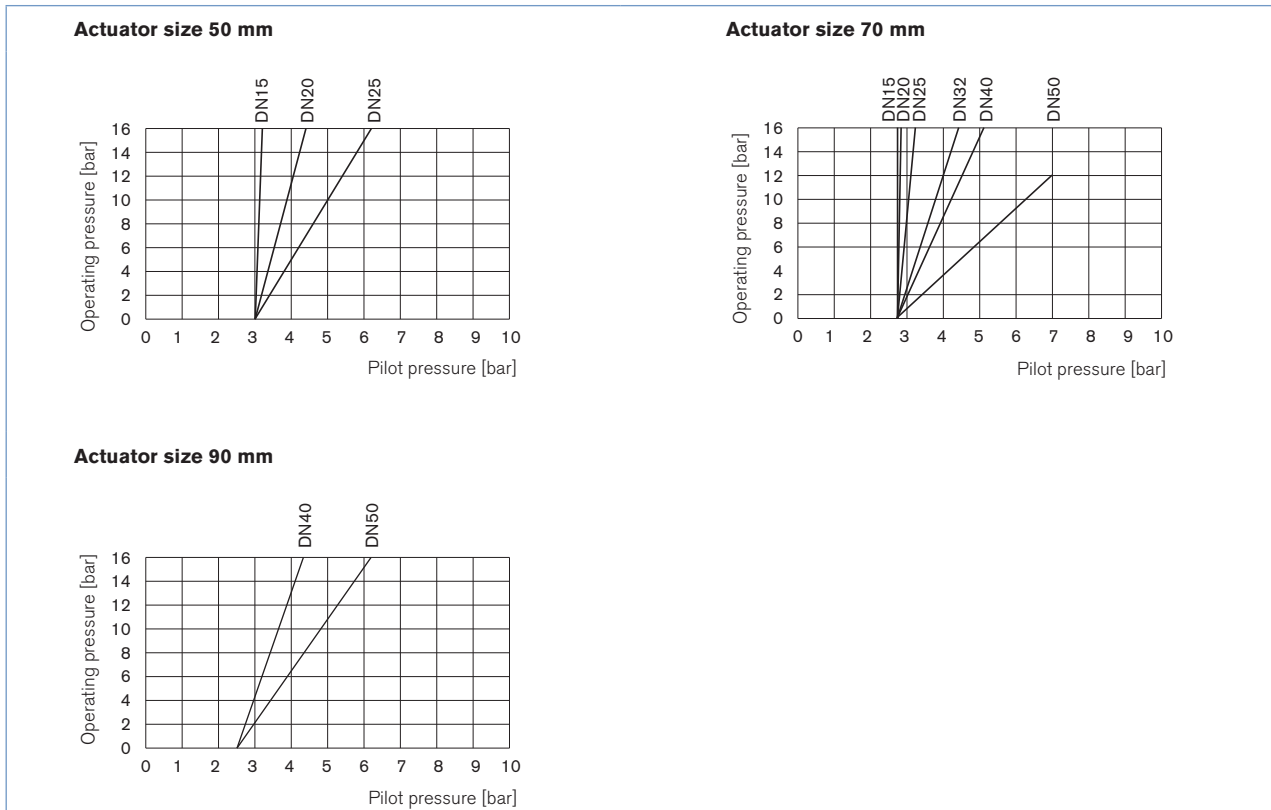 Actuator size 50 mm
DN15
DN20
DN25
Operating pressure [bar]
16
14
12
10
8
6
4
2
0
0 1 2 3 4 5 6 7 8 9 10
Pilot pressure [bar]
Actuator size 70 mm
DN15
DN20
DN25
DN32
DN40
DN50
Operating pressure [bar]
16
14
12
10
8
6
4
2
0
0 1 2 3 4 5 6 7 8 9 10
Pilot pressure [bar]
Actuator size 90 mm
DN40
DN50
Operating pressure [bar]
16
14
12
10
8
6
4
2
0
0 1 2 3 4 5 6 7 8 9 10
Pilot pressure [bar]